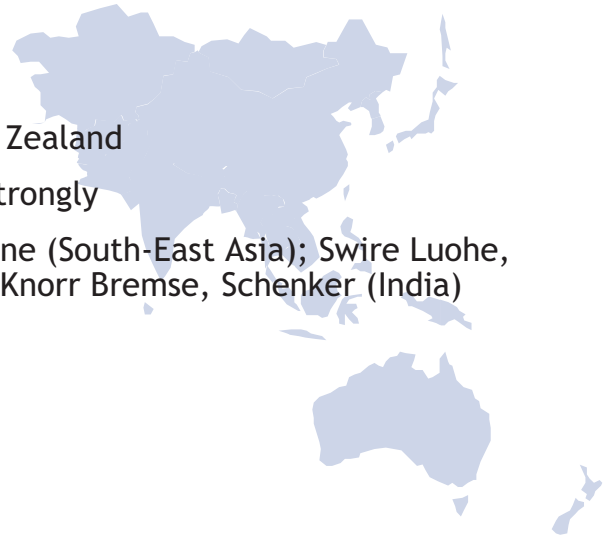 Zealand
trongly
ne (South-East Asia); Swire Luohe,
Knorr Bremse, Schenker (India)